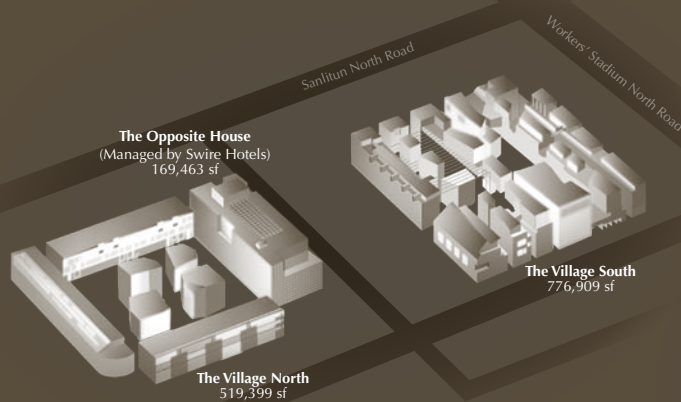 Sanlitun North Road
Workers' Stadium North Road
The Opposite House
(Managed by Swire Hotels)
169,463 sf
The Village South
776,909 sf
The Village North
519,399 sf